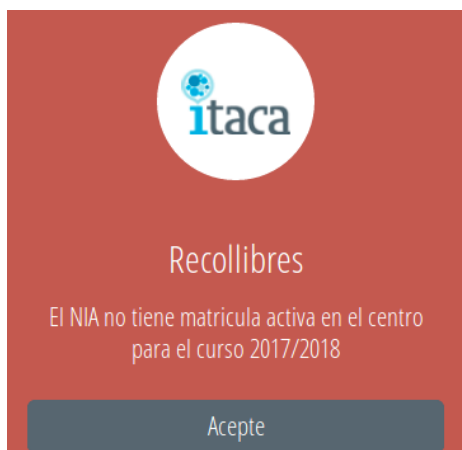 itaca
Recollibres
El NIA no tiene matricula activa en el centro
para el curso 2017/2018
Acepte